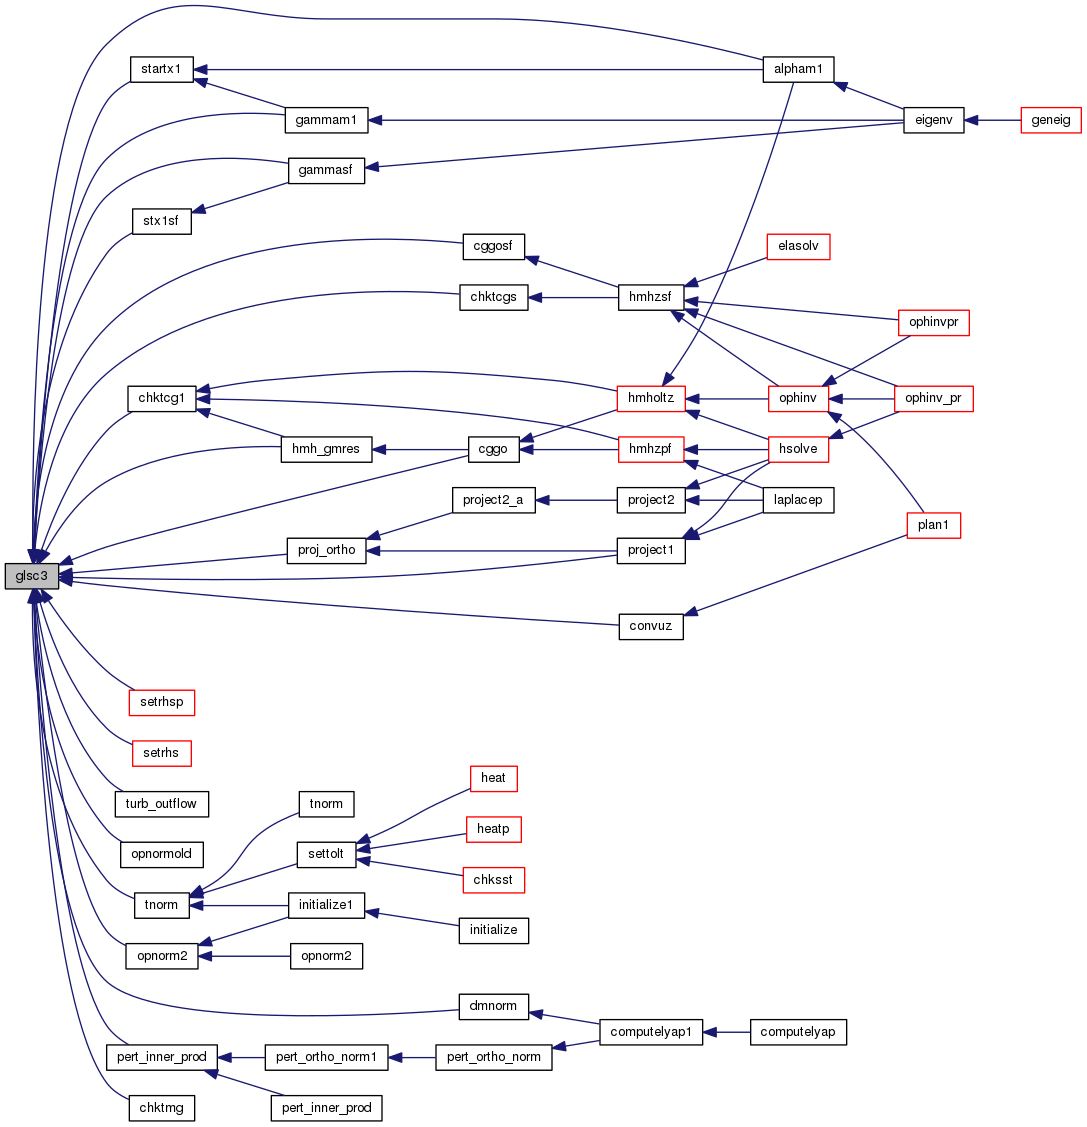 startx1
alpham1
gammam1
eigenv
geneig
gammasf
stx1sf
cggosf
elasolv
chktcgs
hmhzsf
ophinvpr
chktcg1
hmholtz
ophinv
ophinv_pr
hmh_gmres
cggo
hmhzpf
hsolve
project2_a
project2
laplacep
plan1
proj_ortho
project1
glsc3
convuz
setrhsp
setrhs
heat
turb_outflow
tnorm
heatp
opnormold
settolt
chksst
tnorm
initialize1
initialize
opnorm2
opnorm2
dmnorm
computelyap1
computelyap
pert_inner_prod
pert_ortho_norm1
pert_ortho_norm
chktmg
pert_inner_prod